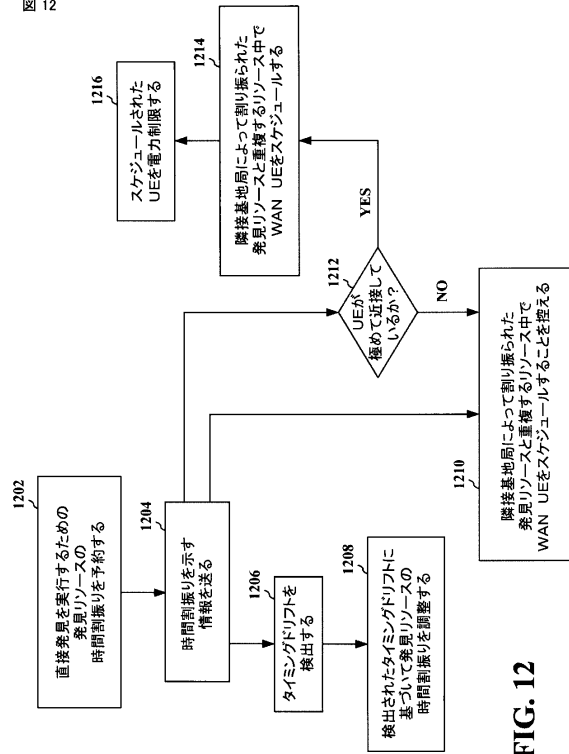 図 12
1202
直接発見を実行するための
発見リソースの
時間割振りを予約する
1204
時間割振りを示す
情報を送る
1206
タイミングドリフトを
検出する
1208
検出されたタイミングドリフトに
基づいて発見リソースの
時間割振りを調整する
1210
隣接基地局によって割り振られた
発見リソースと重複するリソース中で
WAN UEをスケジュールすることを控える
1212
UEが
極めて近接して
いるか?
NO
YES
1214
隣接基地局によって割り振られた
発見リソースと重複するリソース中で
WAN UEをスケジュールする
1216
スケジュールされた
UEを電力制限する
FIG. 12